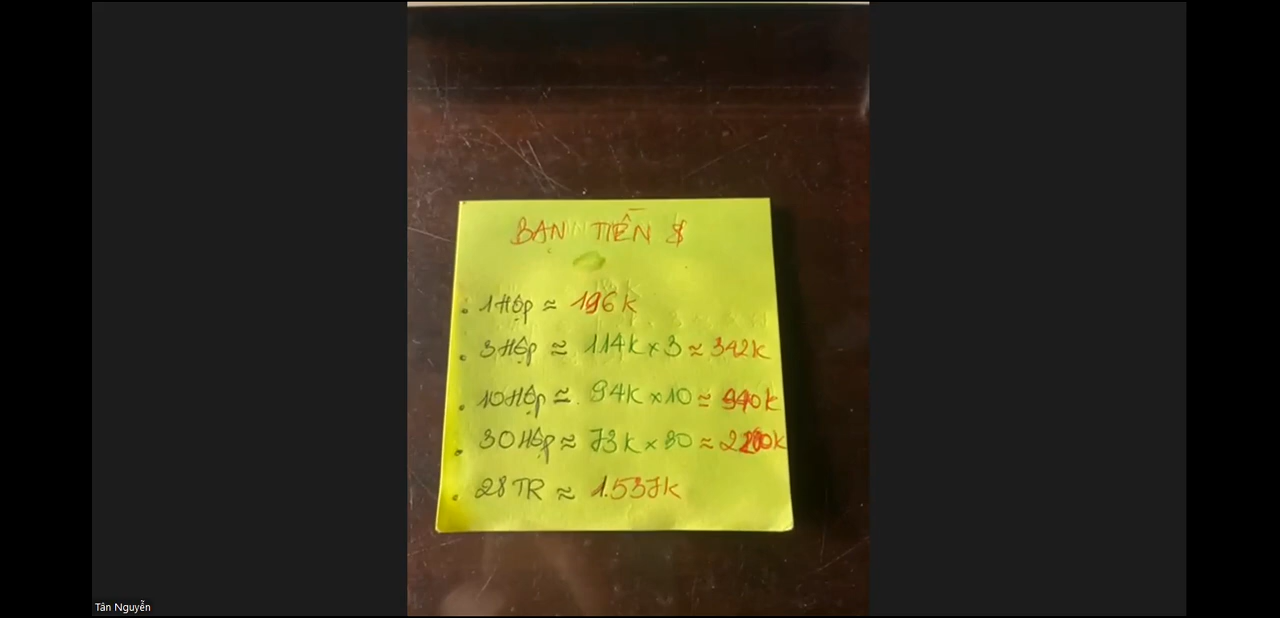 BẠN TIỀN $
1 Hộp ≈ 196k
3 Hộp ≈ 114k x 3 ≈ 342k
10 Hộp ≈ 94k x 10 ≈ 940k
30 Hộp ≈ 73k x 30 ≈ 2200k
28 TR ≈ 1.537k
Tân Nguyễn